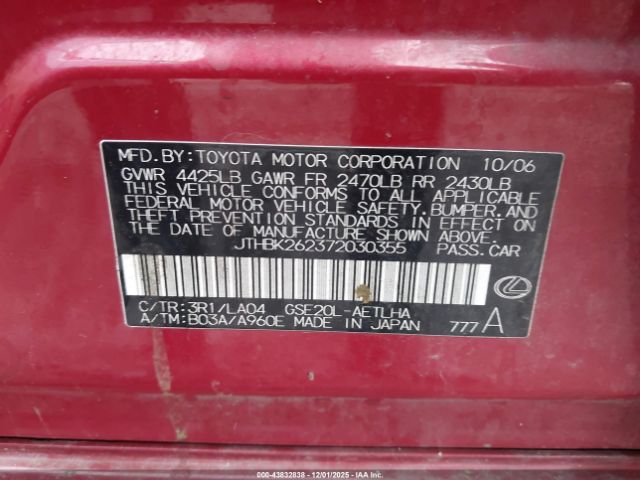 MFD. BY: TOYOTA MOTOR CORPORATION 10/06
GVWR 4425LB GAWR FR 2470LB RR 2430LB
THIS VEHICLE CONFORMS TO ALL APPLICABLE
FEDERAL MOTOR VEHICLE SAFETY, BUMPER, AND
THEFT PREVENTION STANDARDS IN EFFECT ON
THE DATE OF MANUFACTURE SHOWN ABOVE.
JTHBK262372030355 PASS. CAR
C/TR: 3R1/LA04 GSE20L-AETLHA
A/TM: B03A/A960E MADE IN JAPAN 777 A
© IAA - 43832838 - 12/01/2025 - IAA Inc.